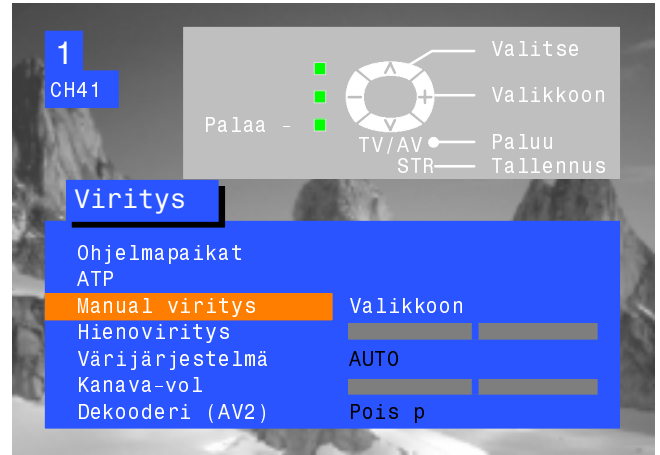 1
CH41
Valitse
Valikkoon
Palaa -
TV/AV Paluu
STR Tallennus
Viritys
Ohjelmapaikat
ATP
Manual viritys Valikkoon
Hienoviritys
Värijärjestelmä AUTO
Kanava-vol
Dekooderi (AV2) Pois p